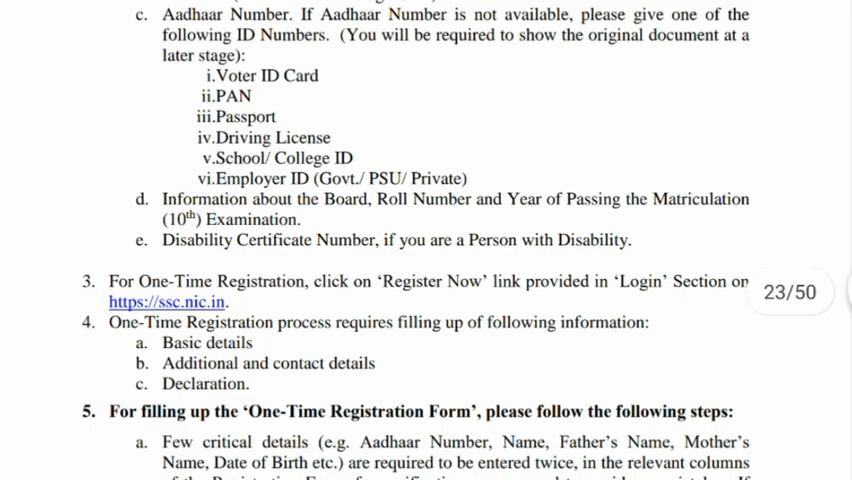 c. Aadhaar Number. If Aadhaar Number is not available, please give one of the
following ID Numbers. (You will be required to show the original document at a
later stage):
i.Voter ID Card
ii.PAN
iii.Passport
iv.Driving License
v.School/ College ID
vi.Employer ID (Govt./ PSU/ Private)
d. Information about the Board, Roll Number and Year of Passing the Matriculation
(10th) Examination.
e. Disability Certificate Number, if you are a Person with Disability.
3. For One-Time Registration, click on ‘Register Now’ link provided in ‘Login’ Section on
https://ssc.nic.in.
23/50
4. One-Time Registration process requires filling up of following information:
a. Basic details
b. Additional and contact details
c. Declaration.
5. For filling up the ‘One-Time Registration Form’, please follow the following steps:
a. Few critical details (e.g. Aadhaar Number, Name, Father’s Name, Mother’s
Name, Date of Birth etc.) are required to be entered twice, in the relevant columns